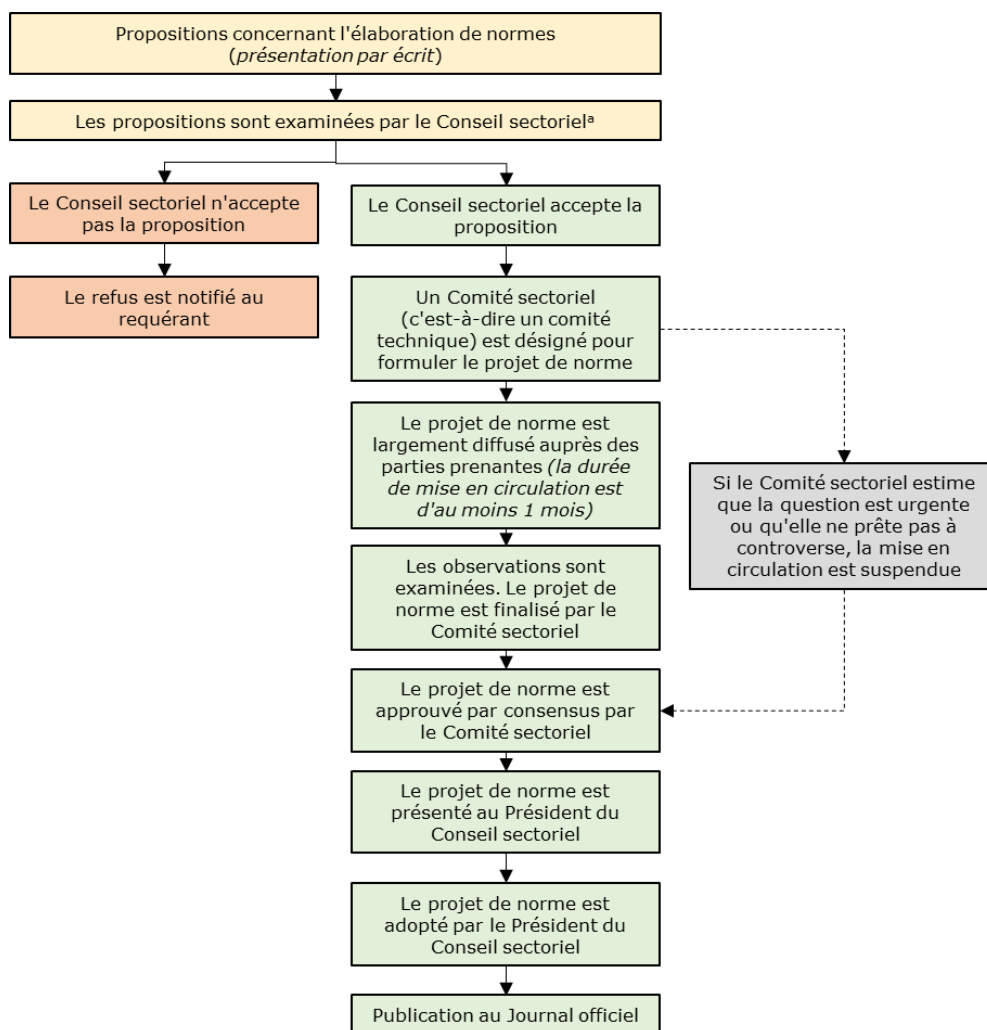 Propositions concernant l'élaboration de normes
(présentation par écrit)
Les propositions sont examinées par le Conseil sectorielᵃ
Le Conseil sectoriel n'accepte
pas la proposition
Le Conseil sectoriel accepte la
proposition
Le refus est notifié au
requérant
Un Comité sectoriel
(c'est-à-dire un comité
technique) est désigné pour
formuler le projet de norme
Le projet de norme est
largement diffusé auprès des
parties prenantes (la durée
de mise en circulation est
d'au moins 1 mois)
Si le Comité sectoriel estime
que la question est urgente
ou qu'elle ne prête pas à
controverse, la mise en
circulation est suspendue
Les observations sont
examinées. Le projet de
norme est finalisé par le
Comité sectoriel
Le projet de norme est
approuvé par consensus par
le Comité sectoriel
Le projet de norme est
présenté au Président du
Conseil sectoriel
Le projet de norme est
adopté par le Président du
Conseil sectoriel
Publication au Journal officiel